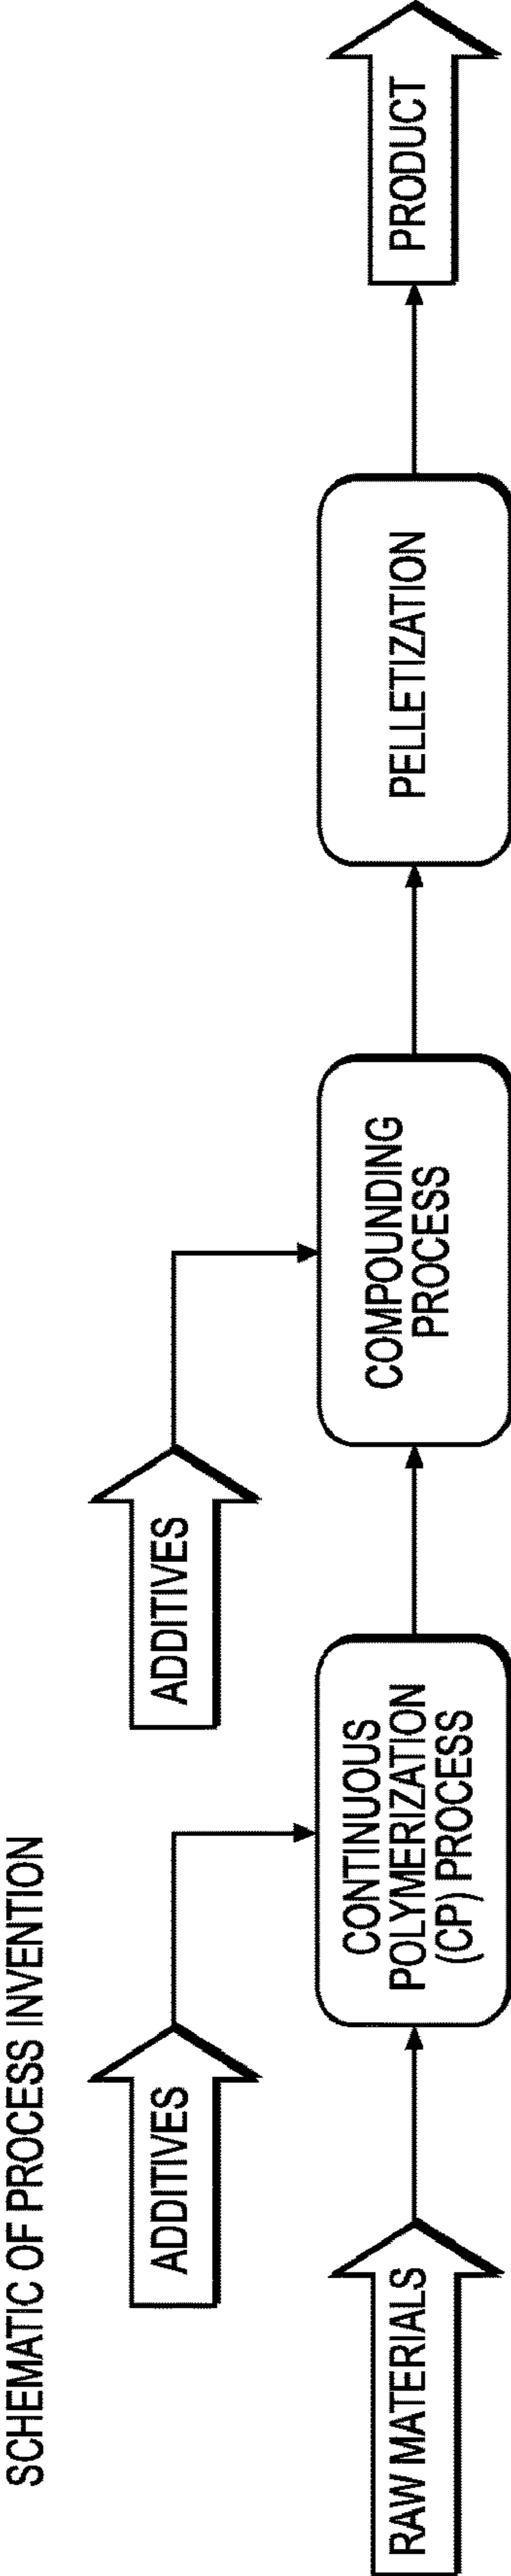 SCHEMATIC OF PROCESS INVENTION
ADDITIVES
ADDITIVES
RAW MATERIALS
CONTINUOUS
POLYMERIZATION
(CP) PROCESS
COMPOUNDING
PROCESS
PELLETIZATION
PRODUCT